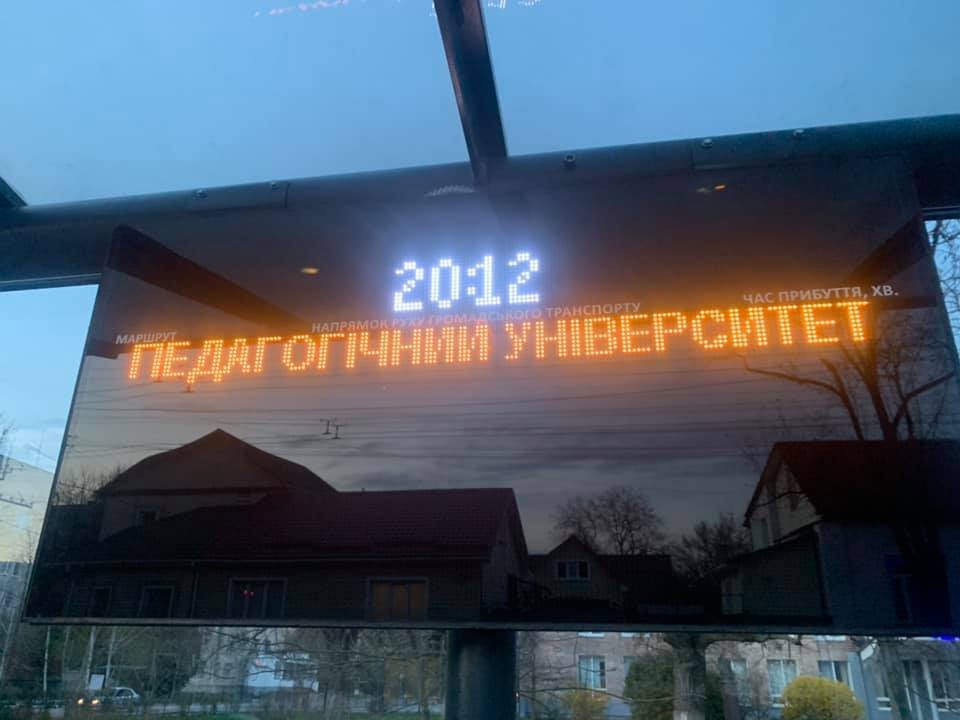 20:12
МАРШРУТ
НАПРЯМОК РУХУ ГРОМАДСЬКОГО ТРАНСПОРТУ
ЧАС ПРИБУТТЯ, ХВ.
ПЕДАГОГІЧНИЙ УНІВЕРСИТЕТ